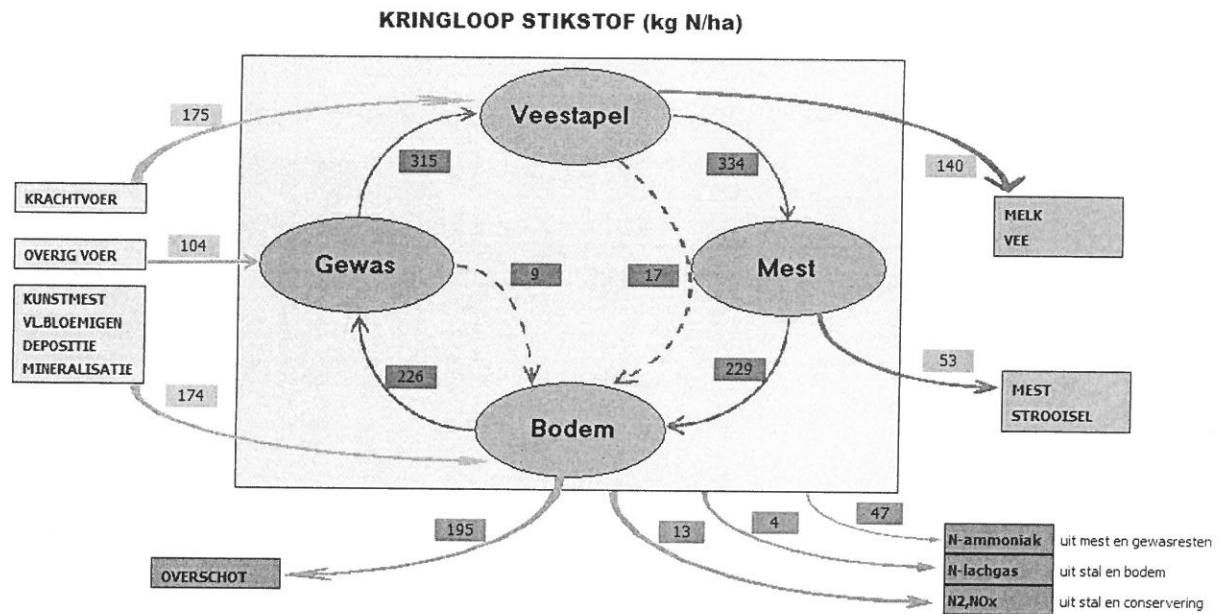 KRINGLOOP STIKSTOF (kg N/ha)
175
Veestapel
315
334
140
KRACHTVOER
MELK
VEE
OVERIG VOER
104
Gewas
9
17
Mest
KUNSTMEST
VL.BLOEMIGEN
DEPOSITIE
MINERALISATIE
174
226
229
53
Bodem
MEST
STROOISEL
195
13
4
47
OVERSCHOT
N-ammoniak uit mest en gewasresten
N-lachgas uit stal en bodem
N2,NOx uit stal en conservering